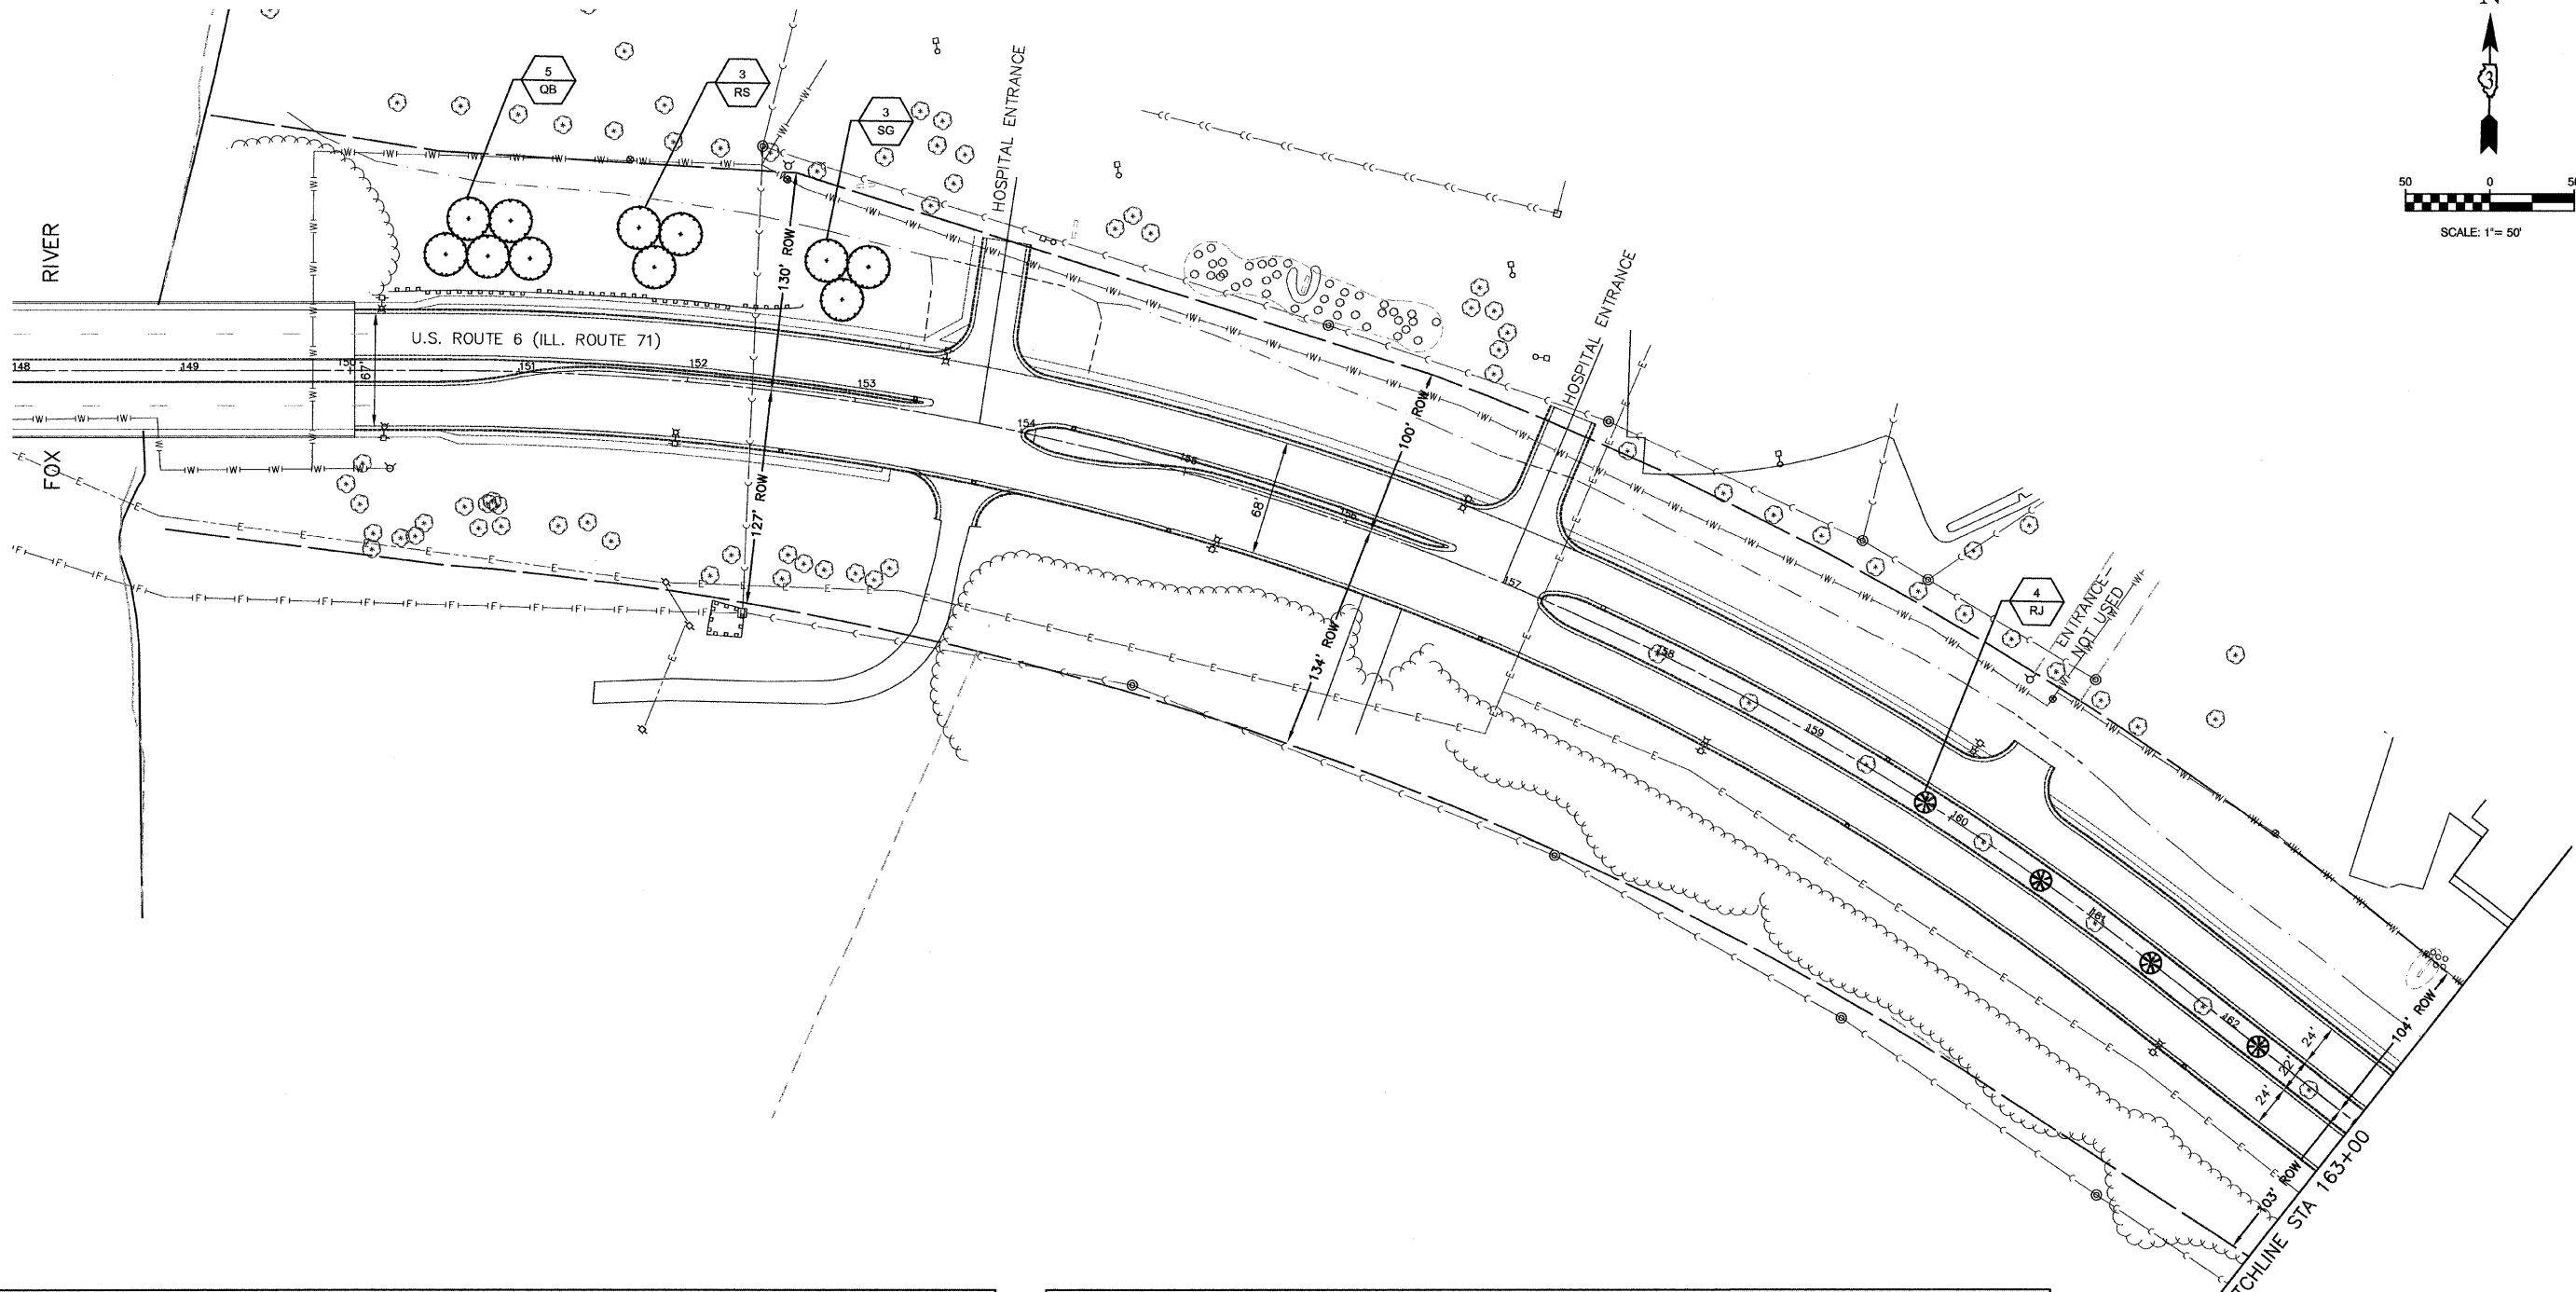 N
3
50 0 50
SCALE: 1"= 50'
5
QB
3
RS
3
SG
HOSPITAL ENTRANCE
HOSPITAL ENTRANCE
RIVER
FOX
U.S. ROUTE 6 (ILL. ROUTE 71)
148
149
150
151
152
153
154
155
156
157
158
159
160
161
162
67'
68'
130' ROW
127' ROW
100' ROW
134' ROW
4
RJ
ENTRANCE-
NOT USED
24'
22'
24'
104' ROW
103' ROW
TCHLINE STA 163+00